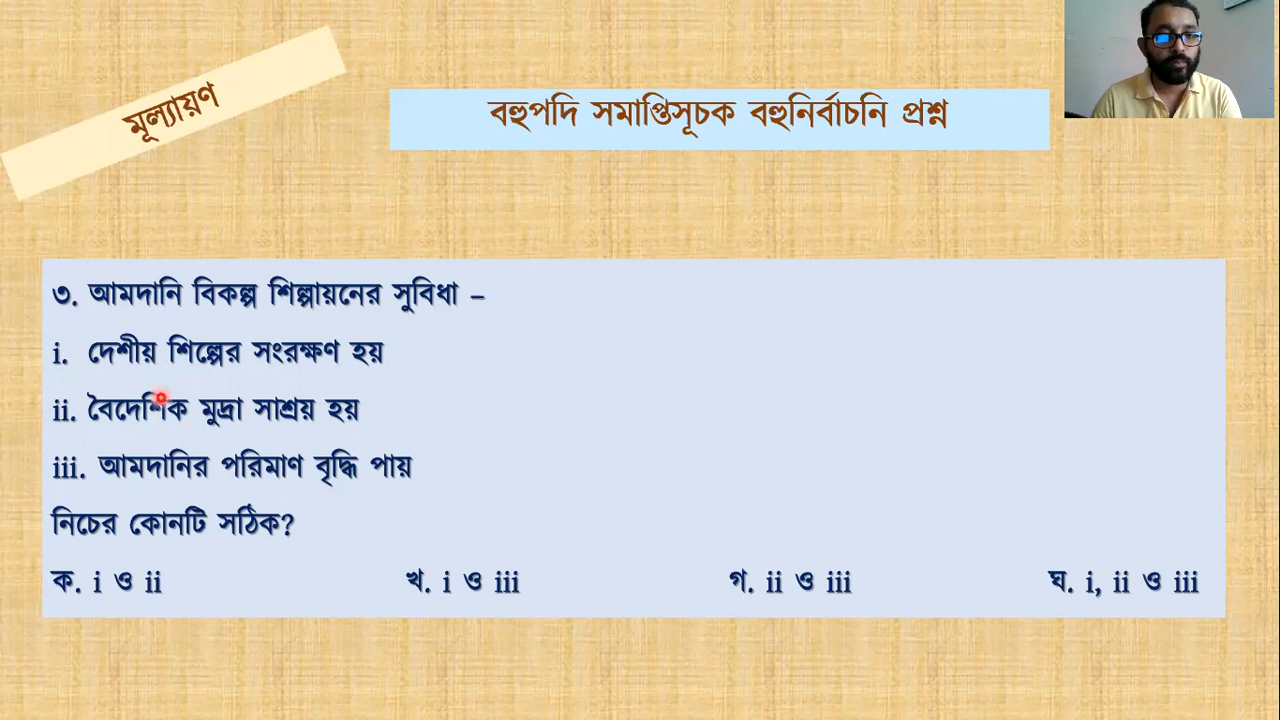 মূল্যায়ণ
বহুপদি সমাপ্তিসূচক বহুনির্বাচনি প্রশ্ন
৩. আমদানি বিকল্প শিল্পায়নের সুবিধা –
i. দেশীয় শিল্পের সংরক্ষণ হয়
ii. বৈদেশিক মুদ্রা সাশ্রয় হয়
iii. আমদানির পরিমাণ বৃদ্ধি পায়
নিচের কোনটি সঠিক?
ক. i ও ii খ. i ও iii গ. ii ও iii ঘ. i, ii ও iii